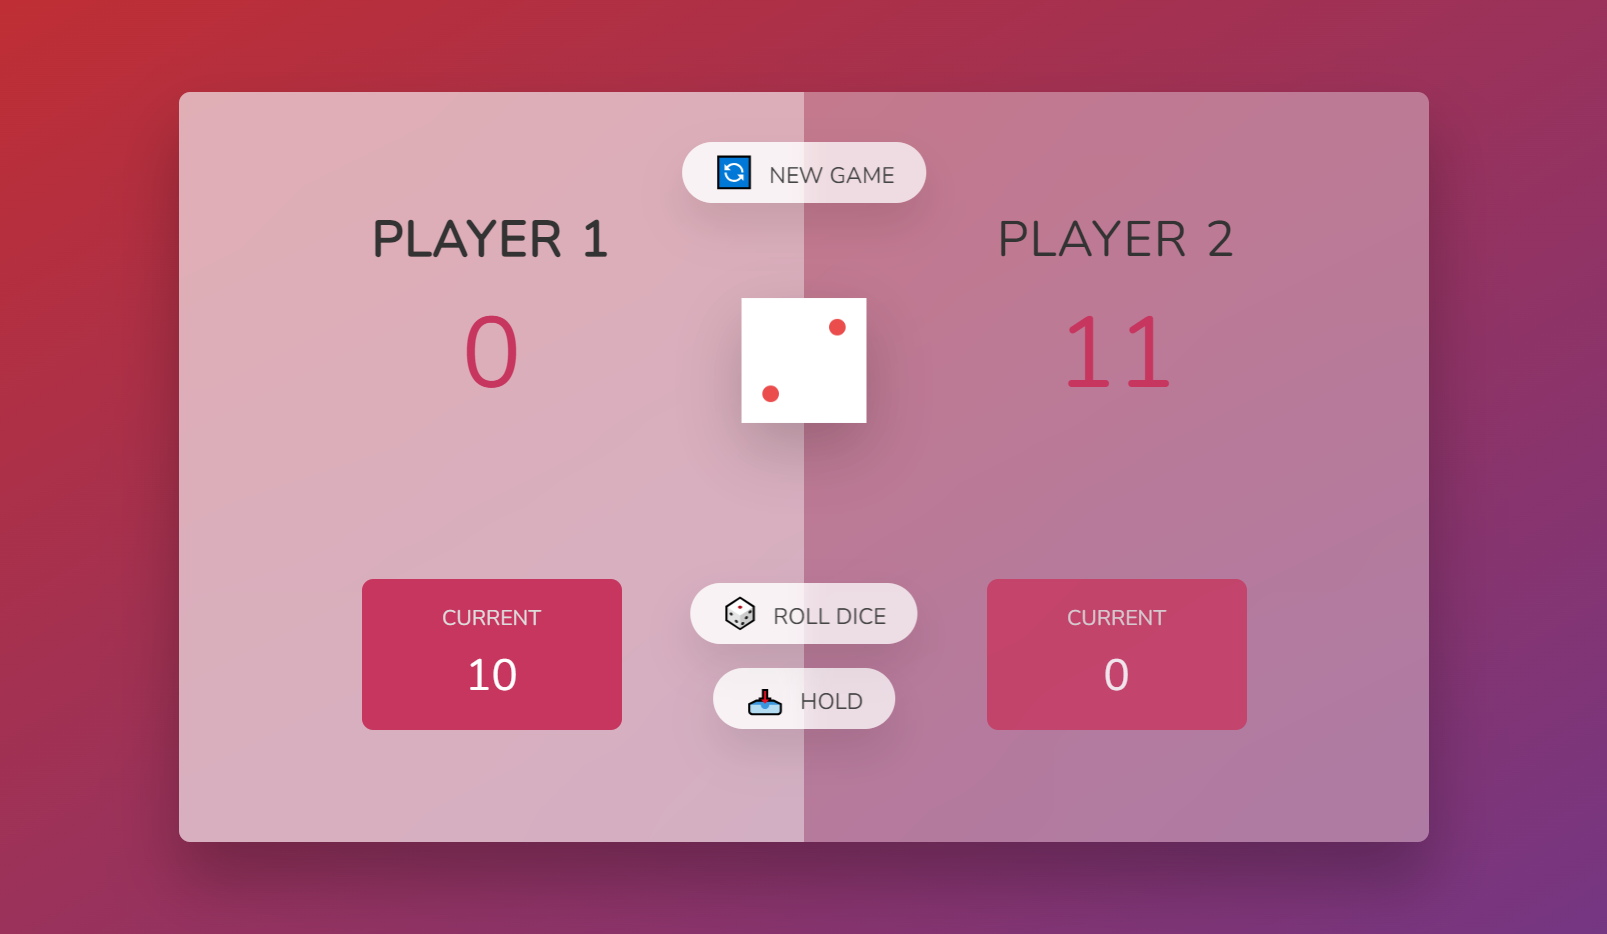 NEW GAME
PLAYER 1
0
PLAYER 2
11
CURRENT
10
ROLL DICE
HOLD
CURRENT
0